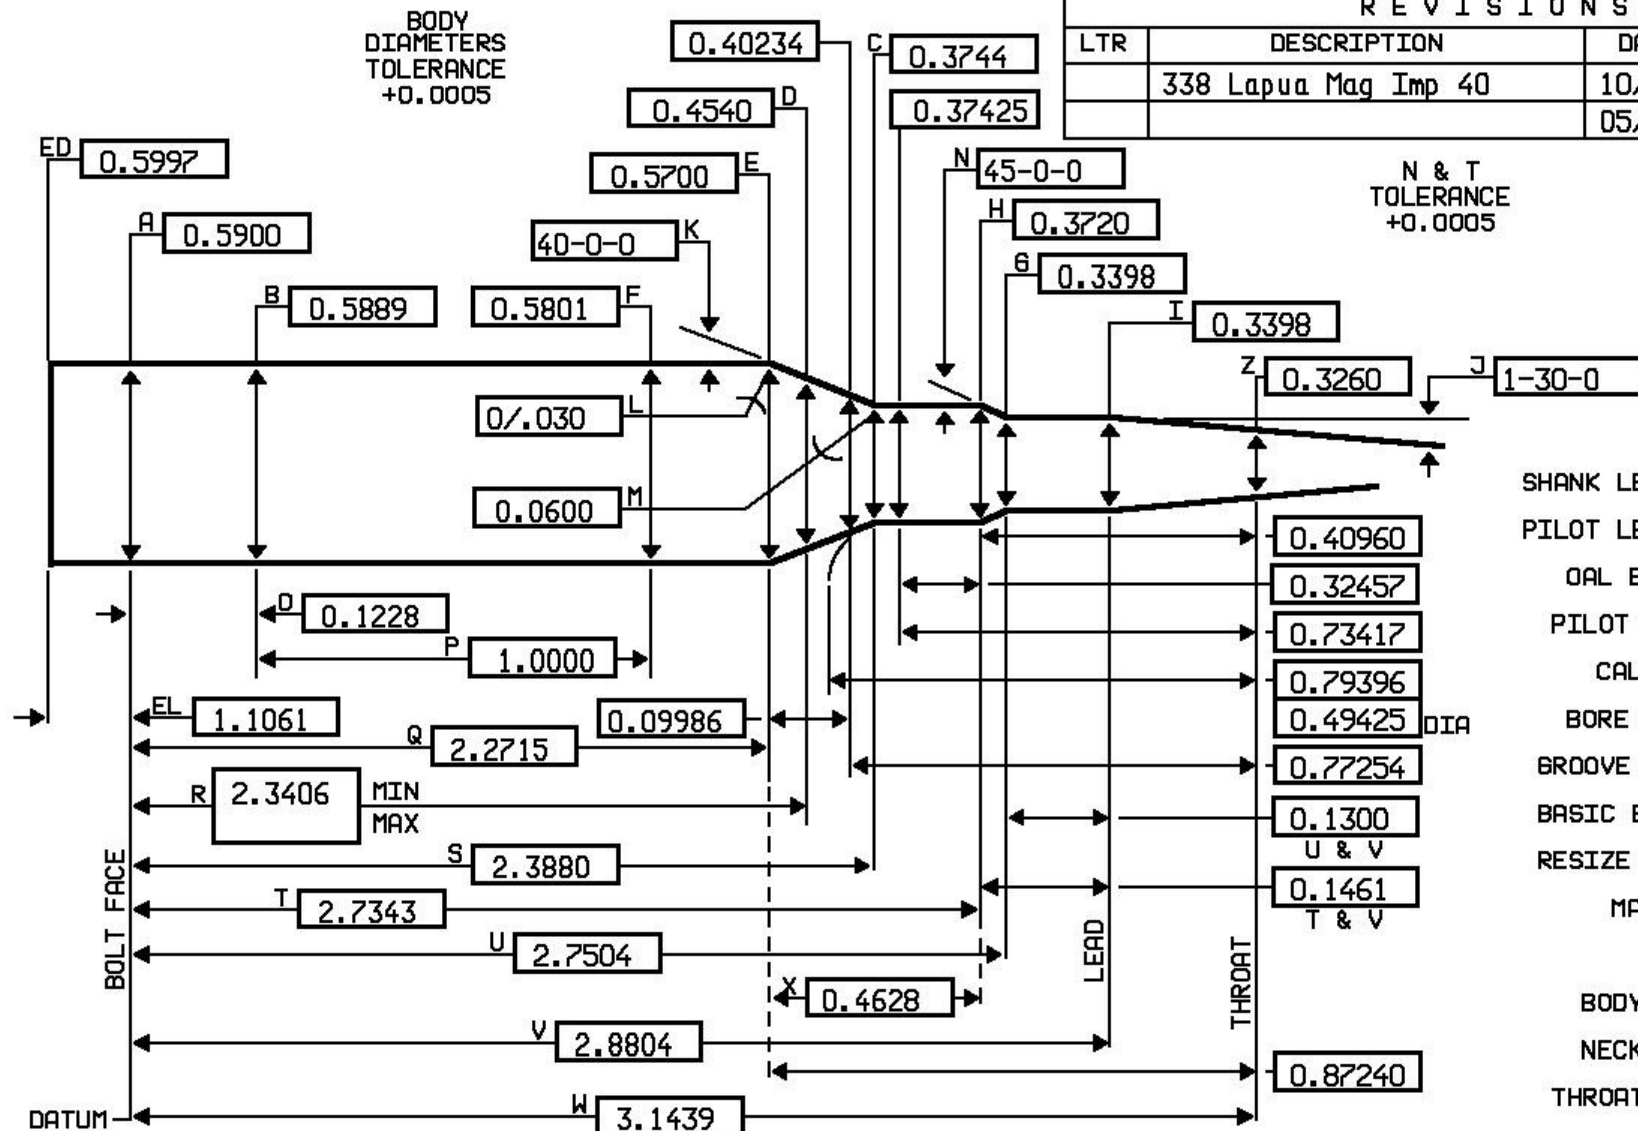 R E V I S I O N S
LTR DESCRIPTION
338 Lapua Mag Imp 40 10/
05/
BODY
DIAMETERS
TOLERANCE
+0.0005
0.40234
C 0.3744
0.4540 D
0.37425
ED 0.5997
0.5700 E
N 45-0-0
N & T
TOLERANCE
+0.0005
A 0.5900
40-0-0 K
H 0.3720
G 0.3398
B 0.5889
0.5801 F
I 0.3398
Z 0.3260
J 1-30-0
0/.030 L
0.0600 M
SHANK
0.40960
PILOT
0.32457
OAL
O 0.1228
0.73417
PILOT
P 1.0000
0.79396
CAL
EL 1.1061
0.09986
0.49425 DIA
BORE
Q 2.2715
0.77254
GROOVE
R 2.3406 MIN
MAX
0.1300
U & V
BASIC
S 2.3880
RESIZE
0.1461
T & V
T 2.7343
U 2.7504
BOLT FACE
LEAD
THROAT
X 0.4628
BODY
V 2.8804
NECK
0.87240
THROAT
DATUM
W 3.1439